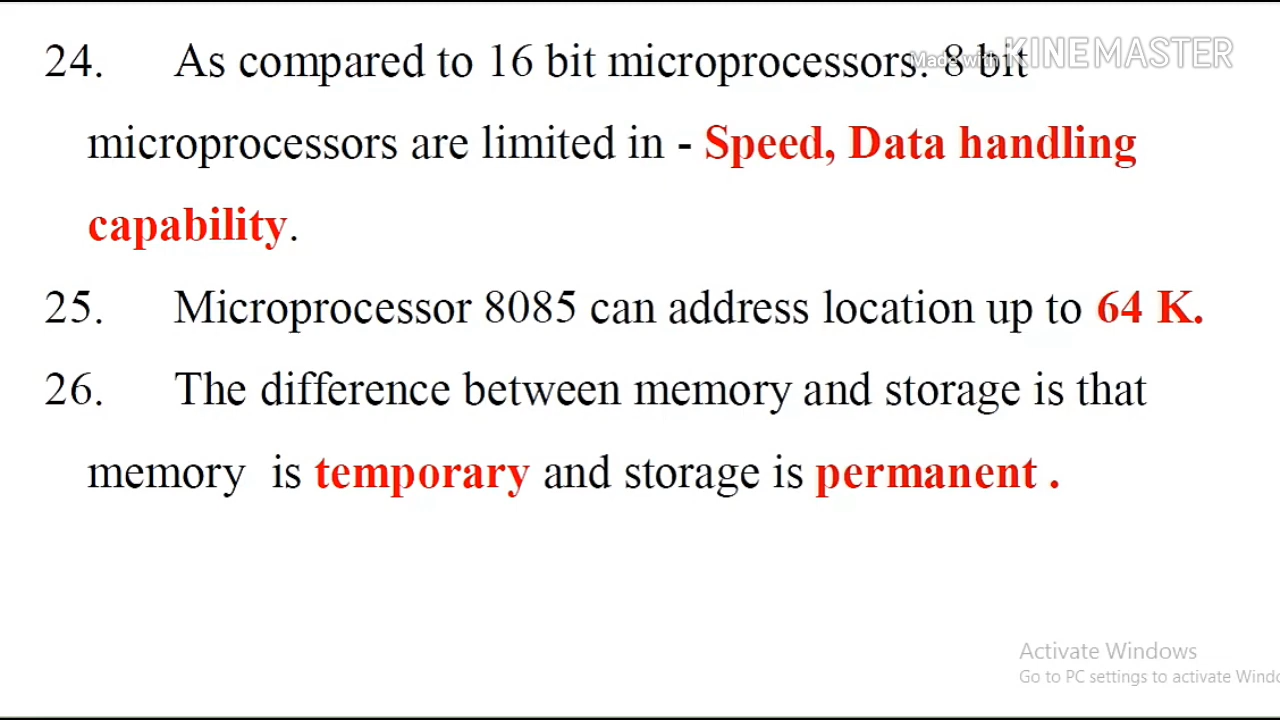 24. As compared to 16 bit microprocessors. 8 bit
Made with KINEMASTER
microprocessors are limited in - Speed, Data handling
capability.
25. Microprocessor 8085 can address location up to 64 K.
26. The difference between memory and storage is that
memory is temporary and storage is permanent .
Activate Windows
Go to PC settings to activate Windo